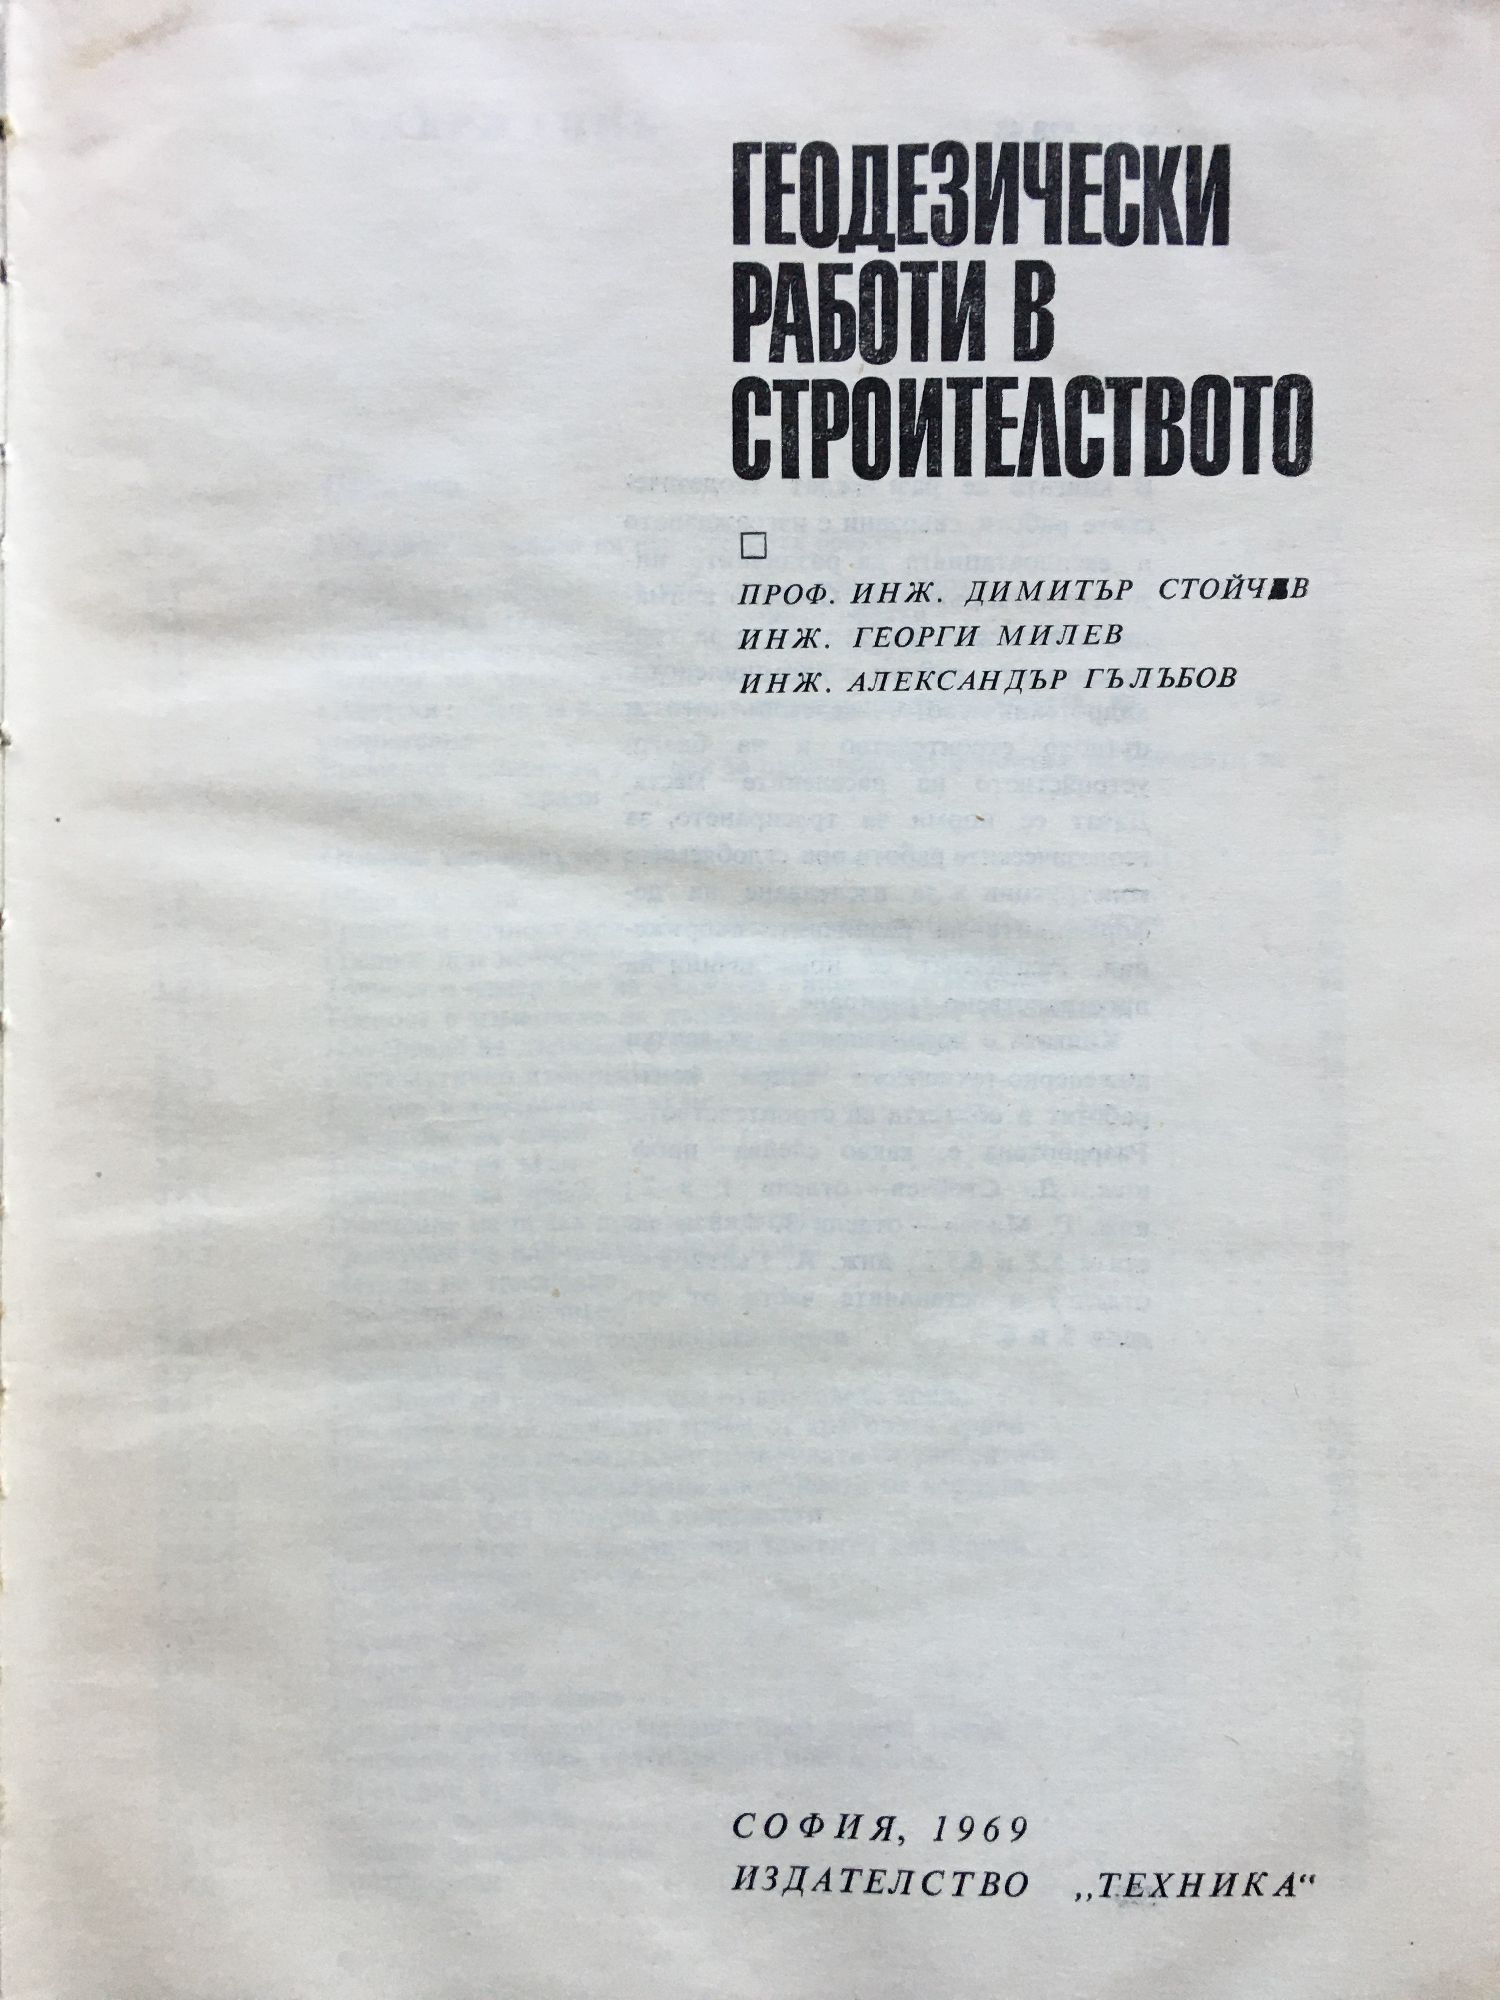 ГЕОДЕЗИЧЕСКИ
РАБОТИ В
СТРОИТЕЛСТВОТО
ПРОФ. ИНЖ. ДИМИТЪР СТОЙЧЕВ
ИНЖ. ГЕОРГИ МИЛЕВ
ИНЖ. АЛЕКСАНДЪР ГЪЛЪБОВ
СОФИЯ, 1969
ИЗДАТЕЛСТВО „ТЕХНИКА“